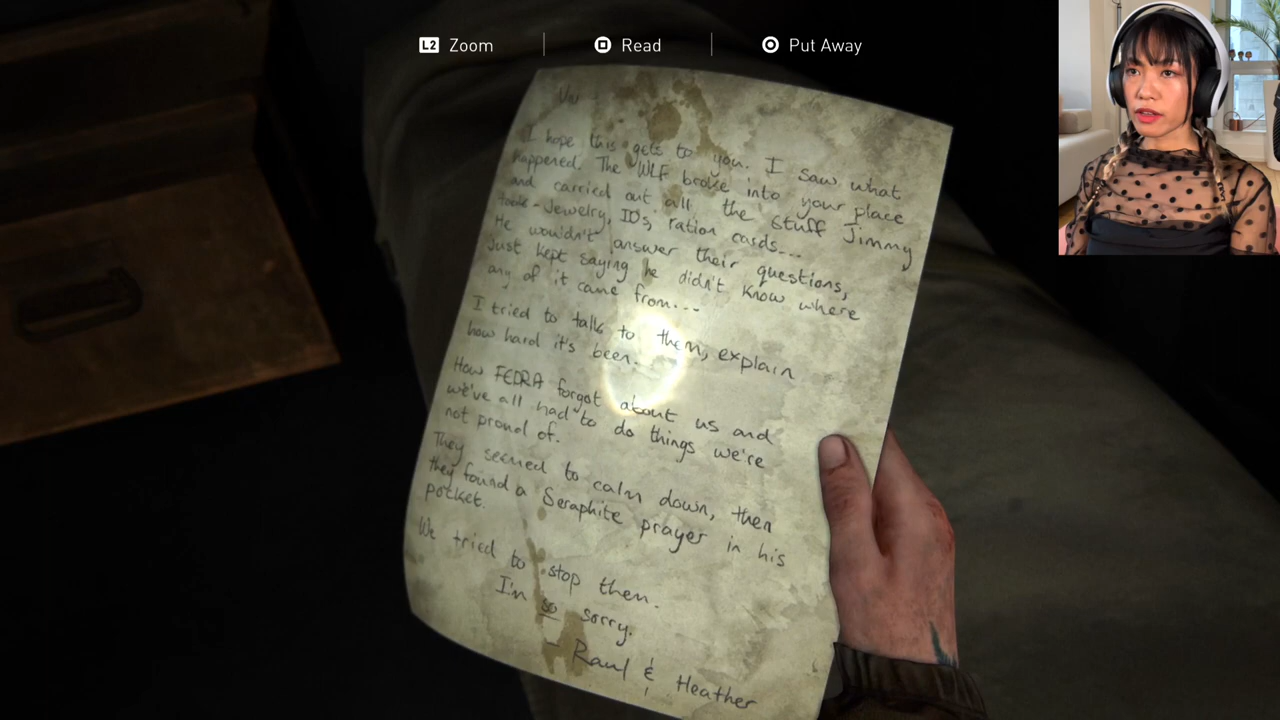 L2 Zoom
Read
Put Away
I hope this gets to you. I saw what
happened. The WLF broke into your place
and carried out all the stuff Jimmy
took - Jewelry, IDs, ration cards...
He wouldn't answer their questions,
Just kept saying he didn't know where
any of it came from...
I tried to talk to them, explain
how hard it's been.
How FEDRA forgot about us and
we've all had to do things we're
not proud of.
They seemed to calm down, then
they found a Seraphite prayer in his
pocket.
We tried to stop them.
I'm so sorry.
- Raul & Heather